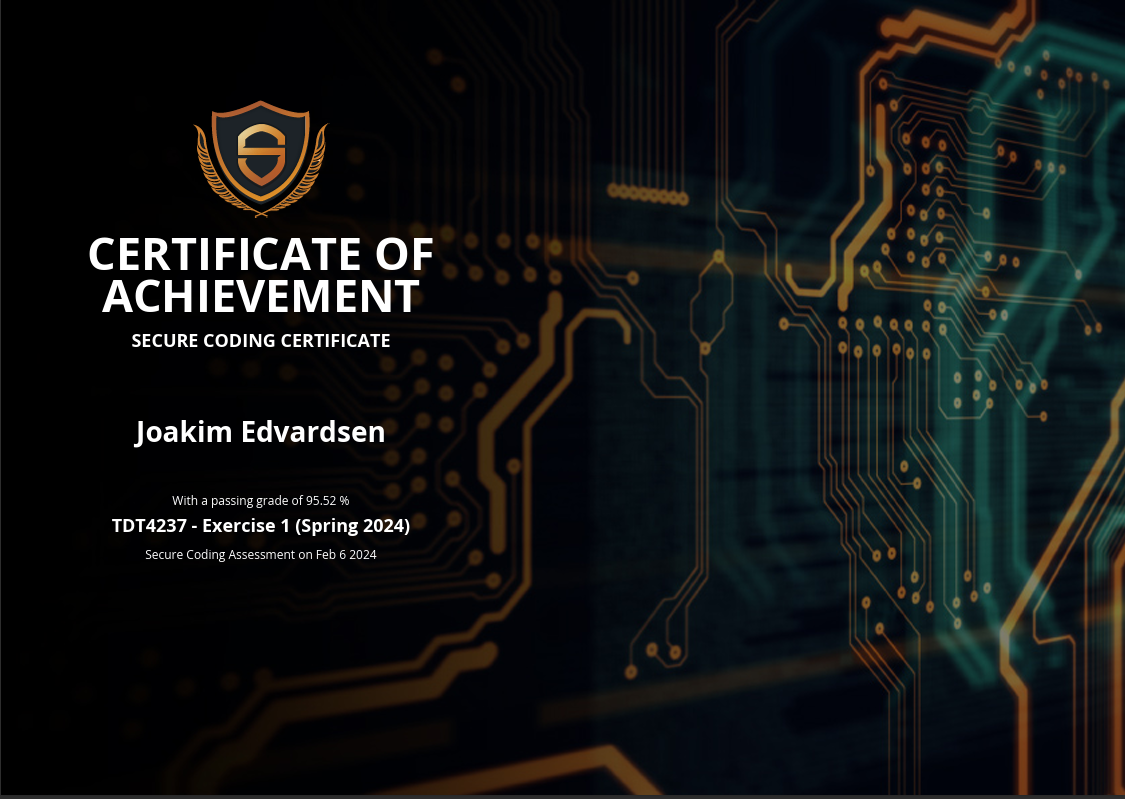 CERTIFICATE OF
ACHIEVEMENT
SECURE CODING CERTIFICATE
Joakim Edvardsen
With a passing grade of 95.52 %
TDT4237 - Exercise 1 (Spring 2024)
Secure Coding Assessment on Feb 6 2024